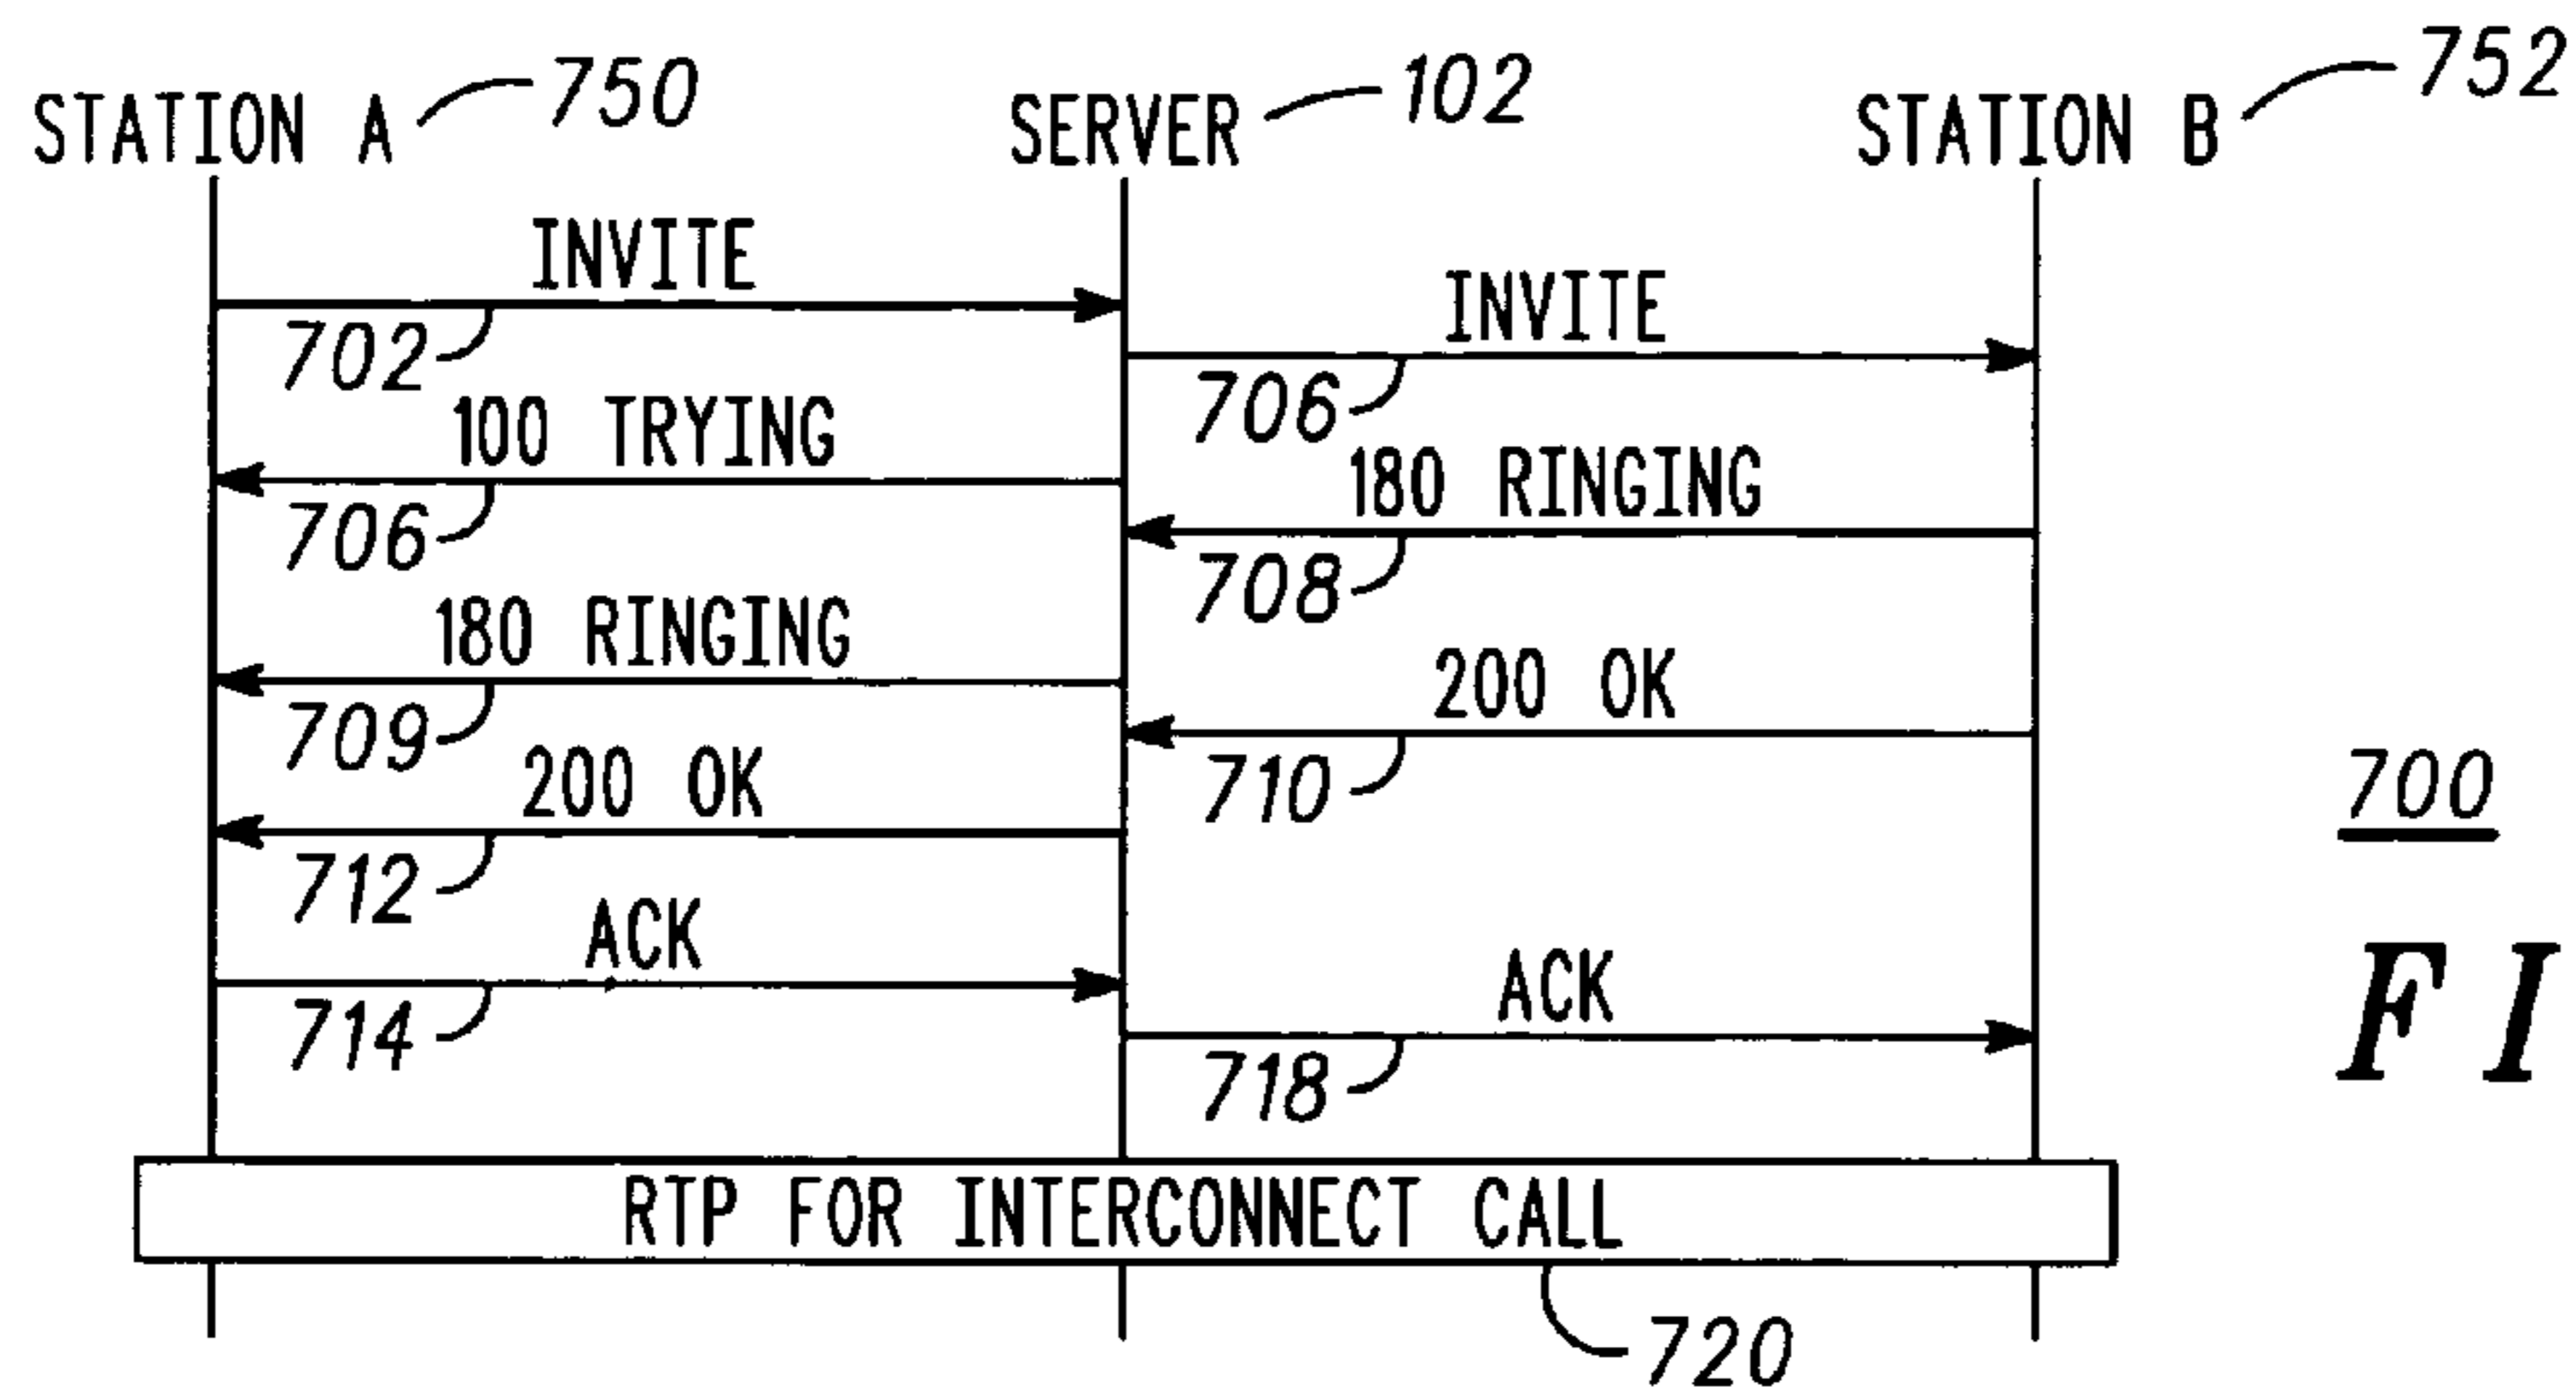 STATION A 750 SERVER 102 STATION B 752
INVITE
702
INVITE
706
100 TRYING
706
180 RINGING
708
180 RINGING
709
200 OK
710
200 OK
712
ACK
714
ACK
718
RTP FOR INTERCONNECT CALL
720
700
FI